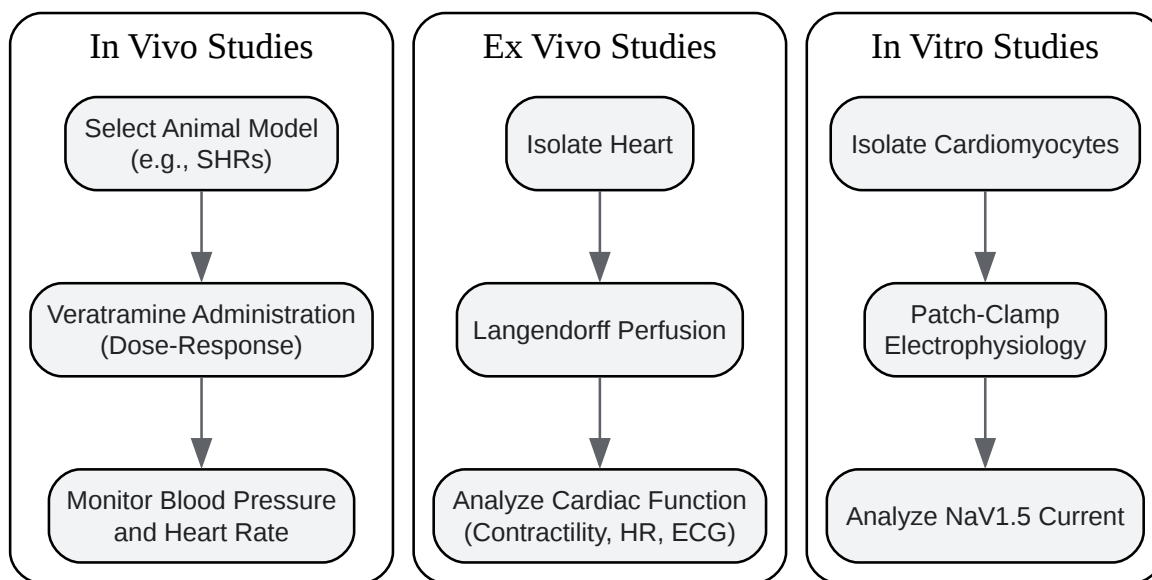 In Vivo Studies
Select Animal Model
(e.g., SHRs)
Veratramine Administration
(Dose-Response)
Monitor Blood Pressure
and Heart Rate
Ex Vivo Studies
Isolate Heart
Langendorff Perfusion
Analyze Cardiac Function
(Contractility, HR, ECG)
In Vitro Studies
Isolate Cardiomyocytes
Patch-Clamp
Electrophysiology
Analyze NaV1.5 Current